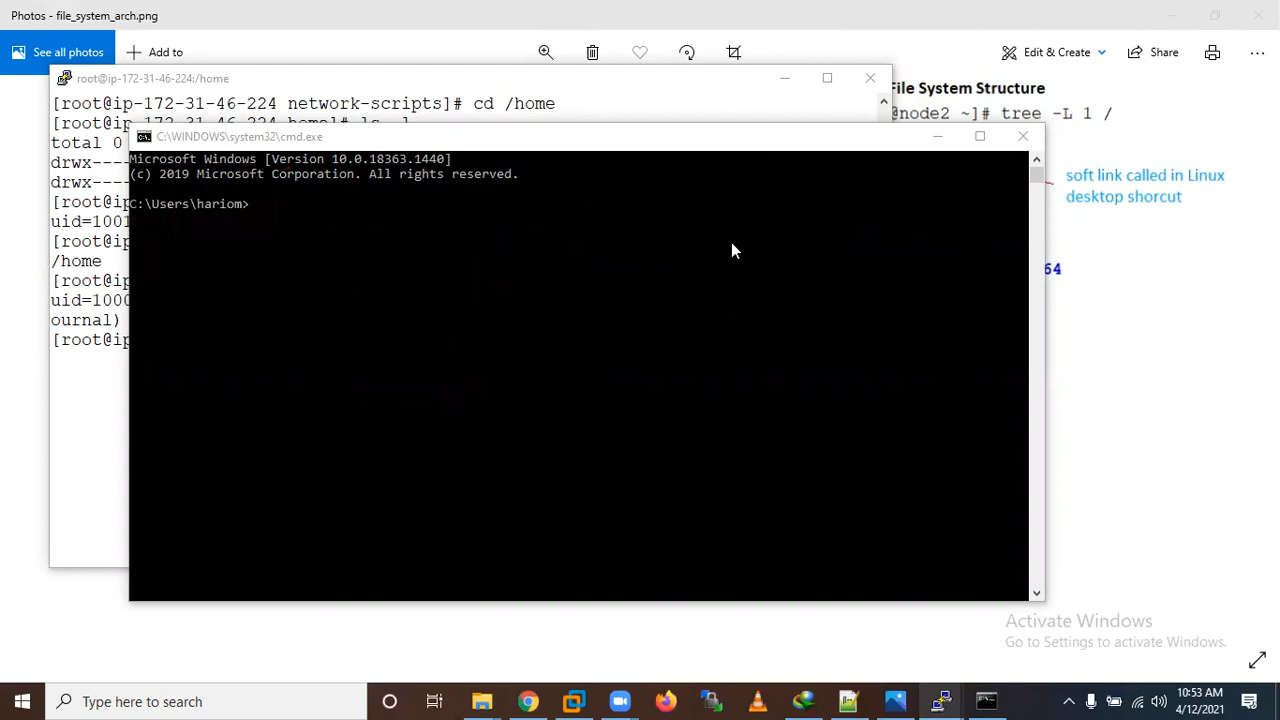 Photos - file_system_arch.png
See all photos
Add to
Edit & Create
Share
root@ip-172-31-46-224:/home
[root@ip-172-31-46-224 network-scripts]# cd /home
total 0
drwx----
drwx----
[root@ip
uid=1001
[root@ip
/home
[root@ip
uid=1000
ournal)
[root@ip
C:\WINDOWS\system32\cmd.exe
Microsoft Windows [Version 10.0.18363.1440]
(c) 2019 Microsoft Corporation. All rights reserved.
C:\Users\hariom>
File System Structure
@node2 ~]# tree -L 1 /
soft link called in Linux
desktop shorcut
64
Activate Windows
Go to Settings to activate Windows.
Type here to search
10:53 AM
4/12/2021